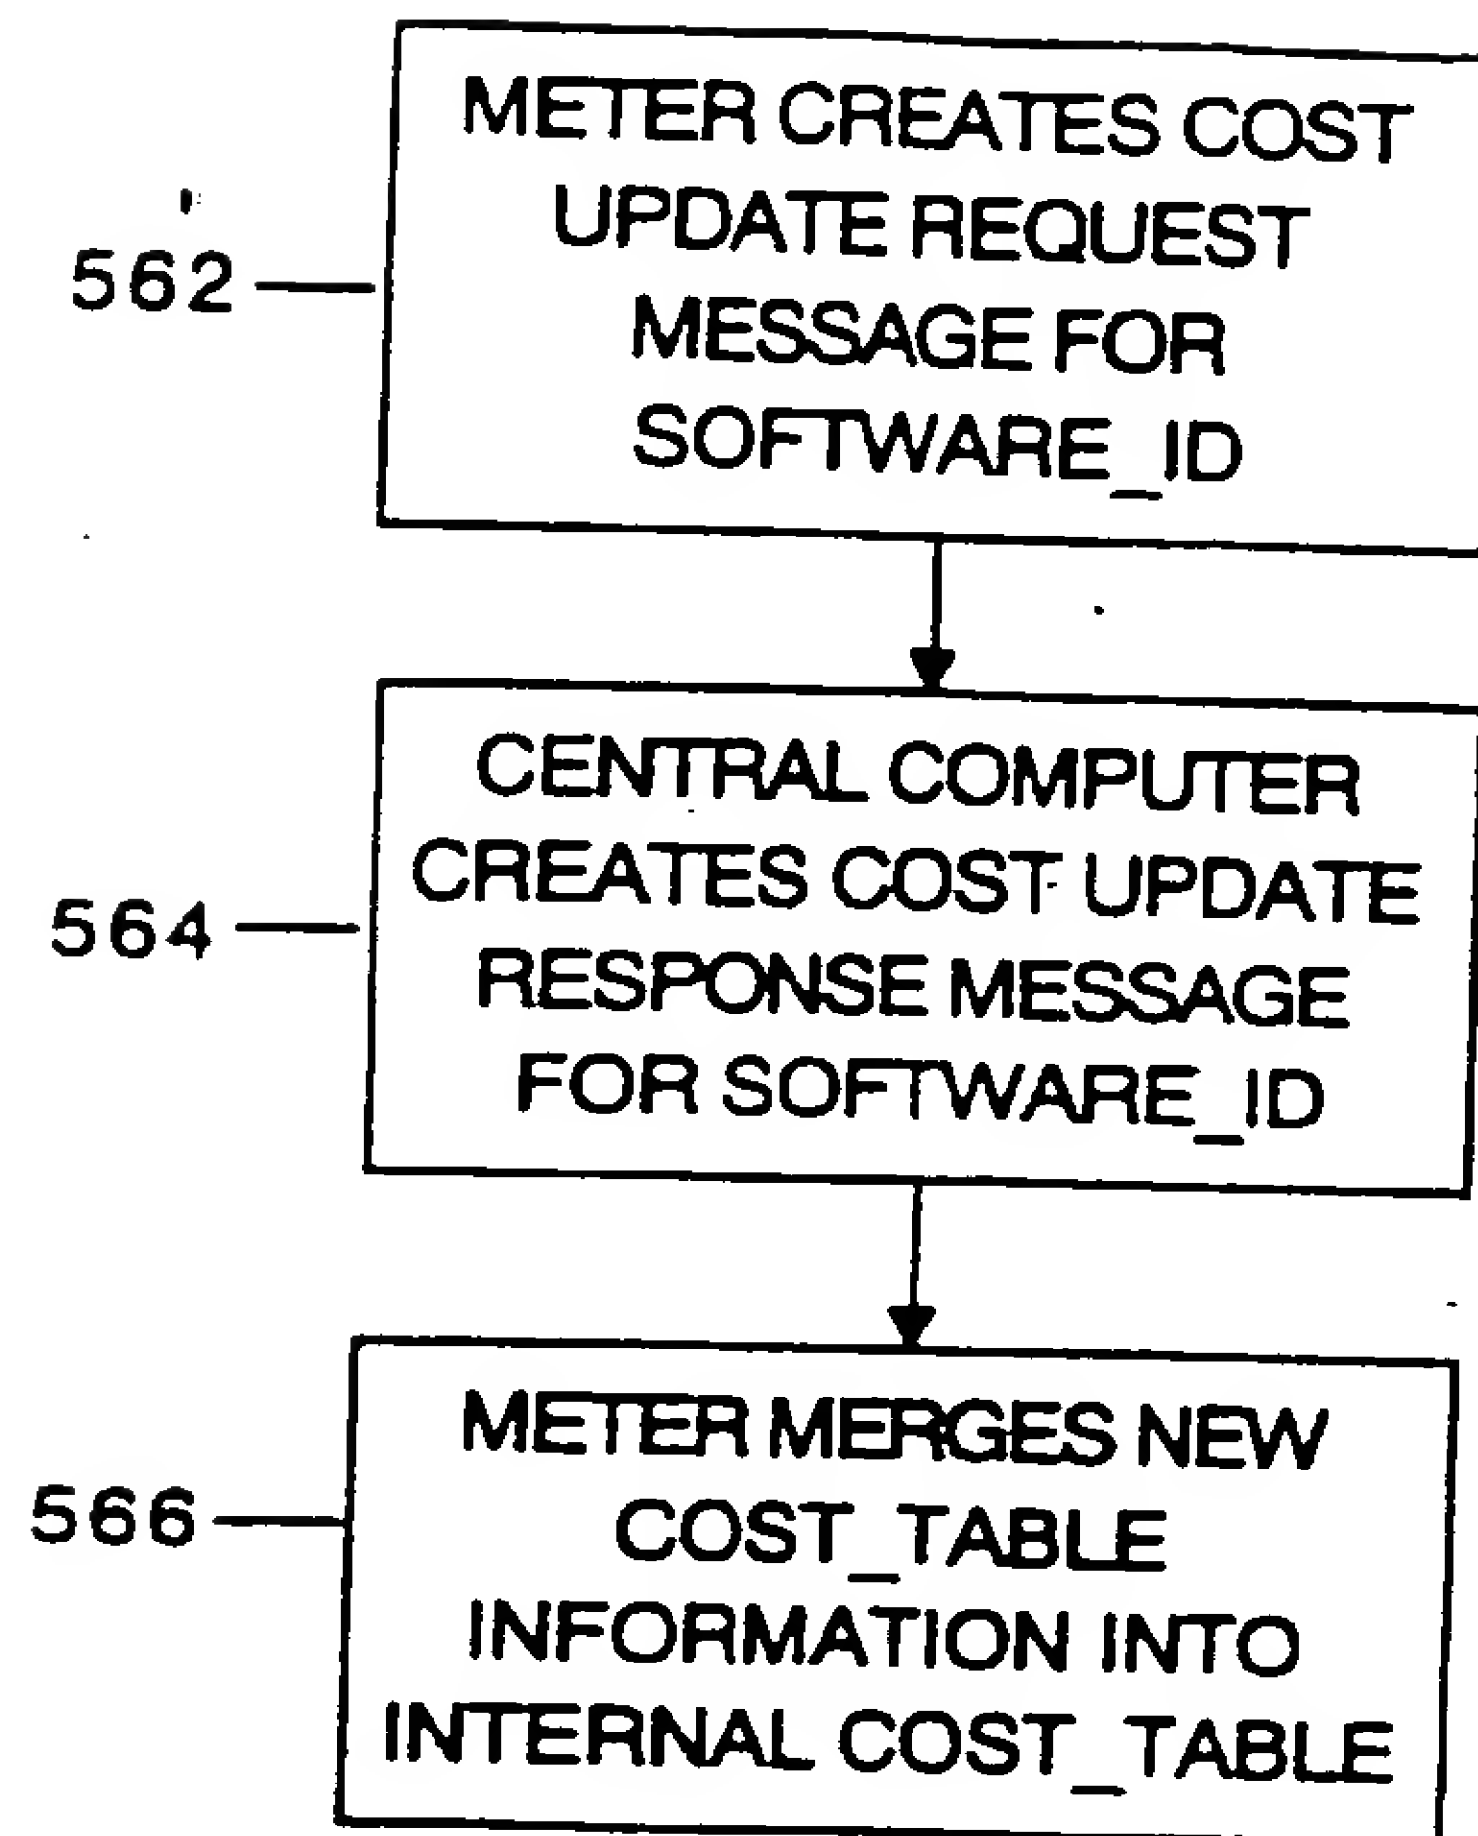 METER CREATES COST
UPDATE REQUEST
MESSAGE FOR
SOFTWARE_ID
562
CENTRAL COMPUTER
CREATES COST UPDATE
RESPONSE MESSAGE
FOR SOFTWARE_ID
564
METER MERGES NEW
COST_TABLE
INFORMATION INTO
INTERNAL COST_TABLE
566